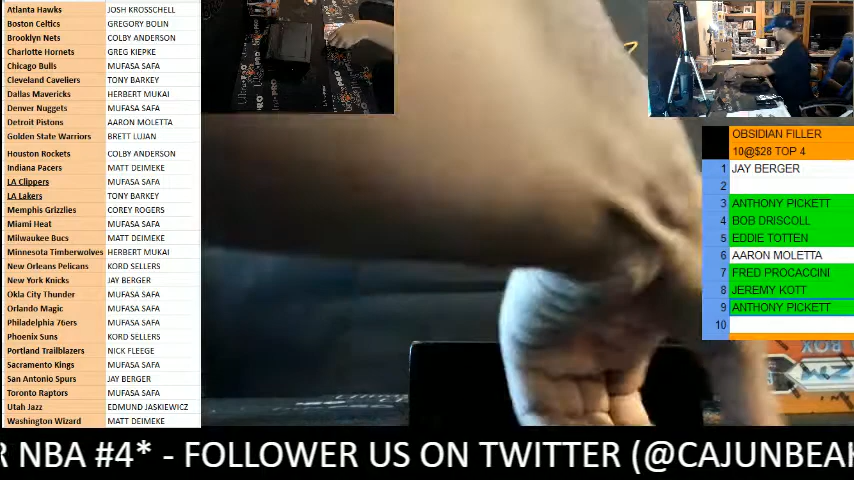 Atlanta Hawks JOSH KROSSCHELL
Boston Celtics GREGORY BOLIN
Brooklyn Nets COLBY ANDERSON
Charlotte Hornets GREG KIEPKE
Chicago Bulls MUFASA SAFA
Cleveland Cavaliers TONY BARKEY
Dallas Mavericks HERBERT MUKAI
Denver Nuggets MUFASA SAFA
Detroit Pistons AARON MOLETTA
Golden State Warriors BRETT LUJAN
Houston Rockets COLBY ANDERSON
Indiana Pacers MATT DEIMEKE
LA Clippers MUFASA SAFA
LA Lakers TONY BARKEY
Memphis Grizzlies COREY ROGERS
Miami Heat MUFASA SAFA
Milwaukee Bucs MATT DEIMEKE
Minnesota Timberwolves HERBERT MUKAI
New Orleans Pelicans KORD SELLERS
New York Knicks JAY BERGER
Okla City Thunder MUFASA SAFA
Orlando Magic MUFASA SAFA
Philadelphia 76ers MUFASA SAFA
Phoenix Suns KORD SELLERS
Portland Trailblazers NICK FLEEGE
Sacramento Kings MUFASA SAFA
San Antonio Spurs JAY BERGER
Toronto Raptors MUFASA SAFA
Utah Jazz EDMUND JASKIEWICZ
Washington Wizard MATT DEIMEKE
OBSIDIAN FILLER
10@$28 TOP 4
1 JAY BERGER
2
3 ANTHONY PICKETT
4 BOB DRISCOLL
5 EDDIE TOTTEN
6 AARON MOLETTA
7 FRED PROCACCINI
8 JEREMY KOTT
9 ANTHONY PICKETT
10
BOX
R NBA #4* - FOLLOWER US ON TWITTER (@CAJUNBEAK